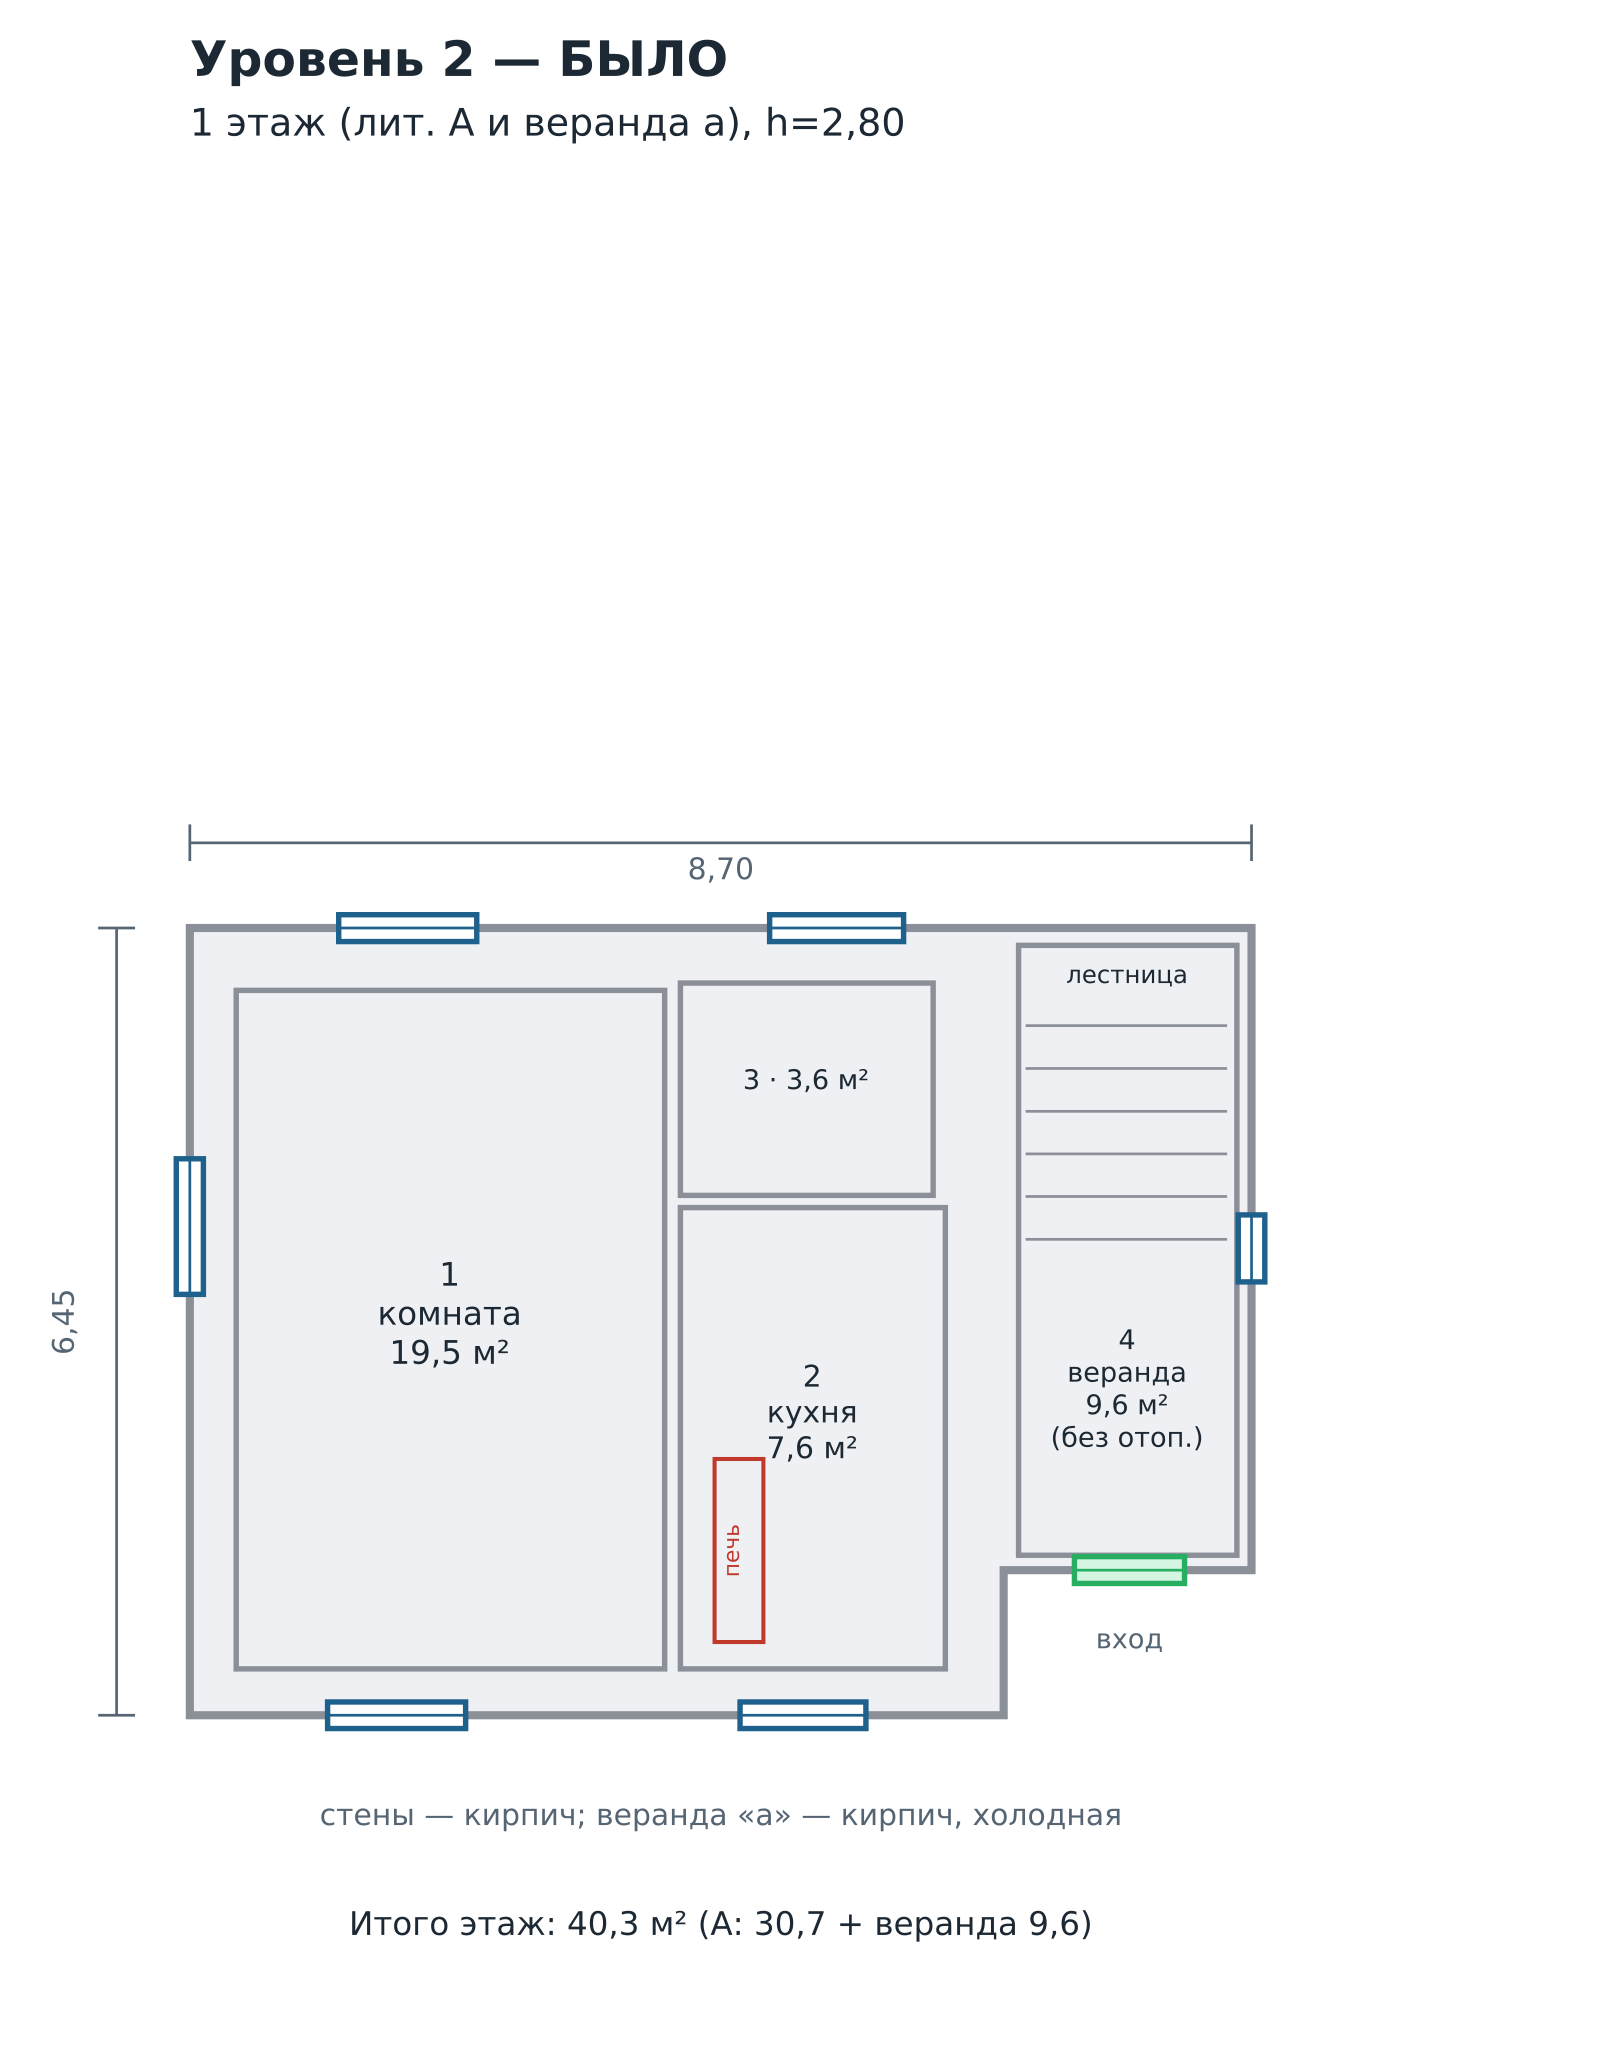 Уровень 2 — БЫЛО
1 этаж (лит. А и веранда а), h=2,80
8,70
6,45
лестница
3 · 3,6 м²
1
комната
19,5 м²
2
кухня
7,6 м²
печь
4
веранда
9,6 м²
(без отоп.)
вход
стены — кирпич; веранда «а» — кирпич, холодная
Итого этаж: 40,3 м² (А: 30,7 + веранда 9,6)